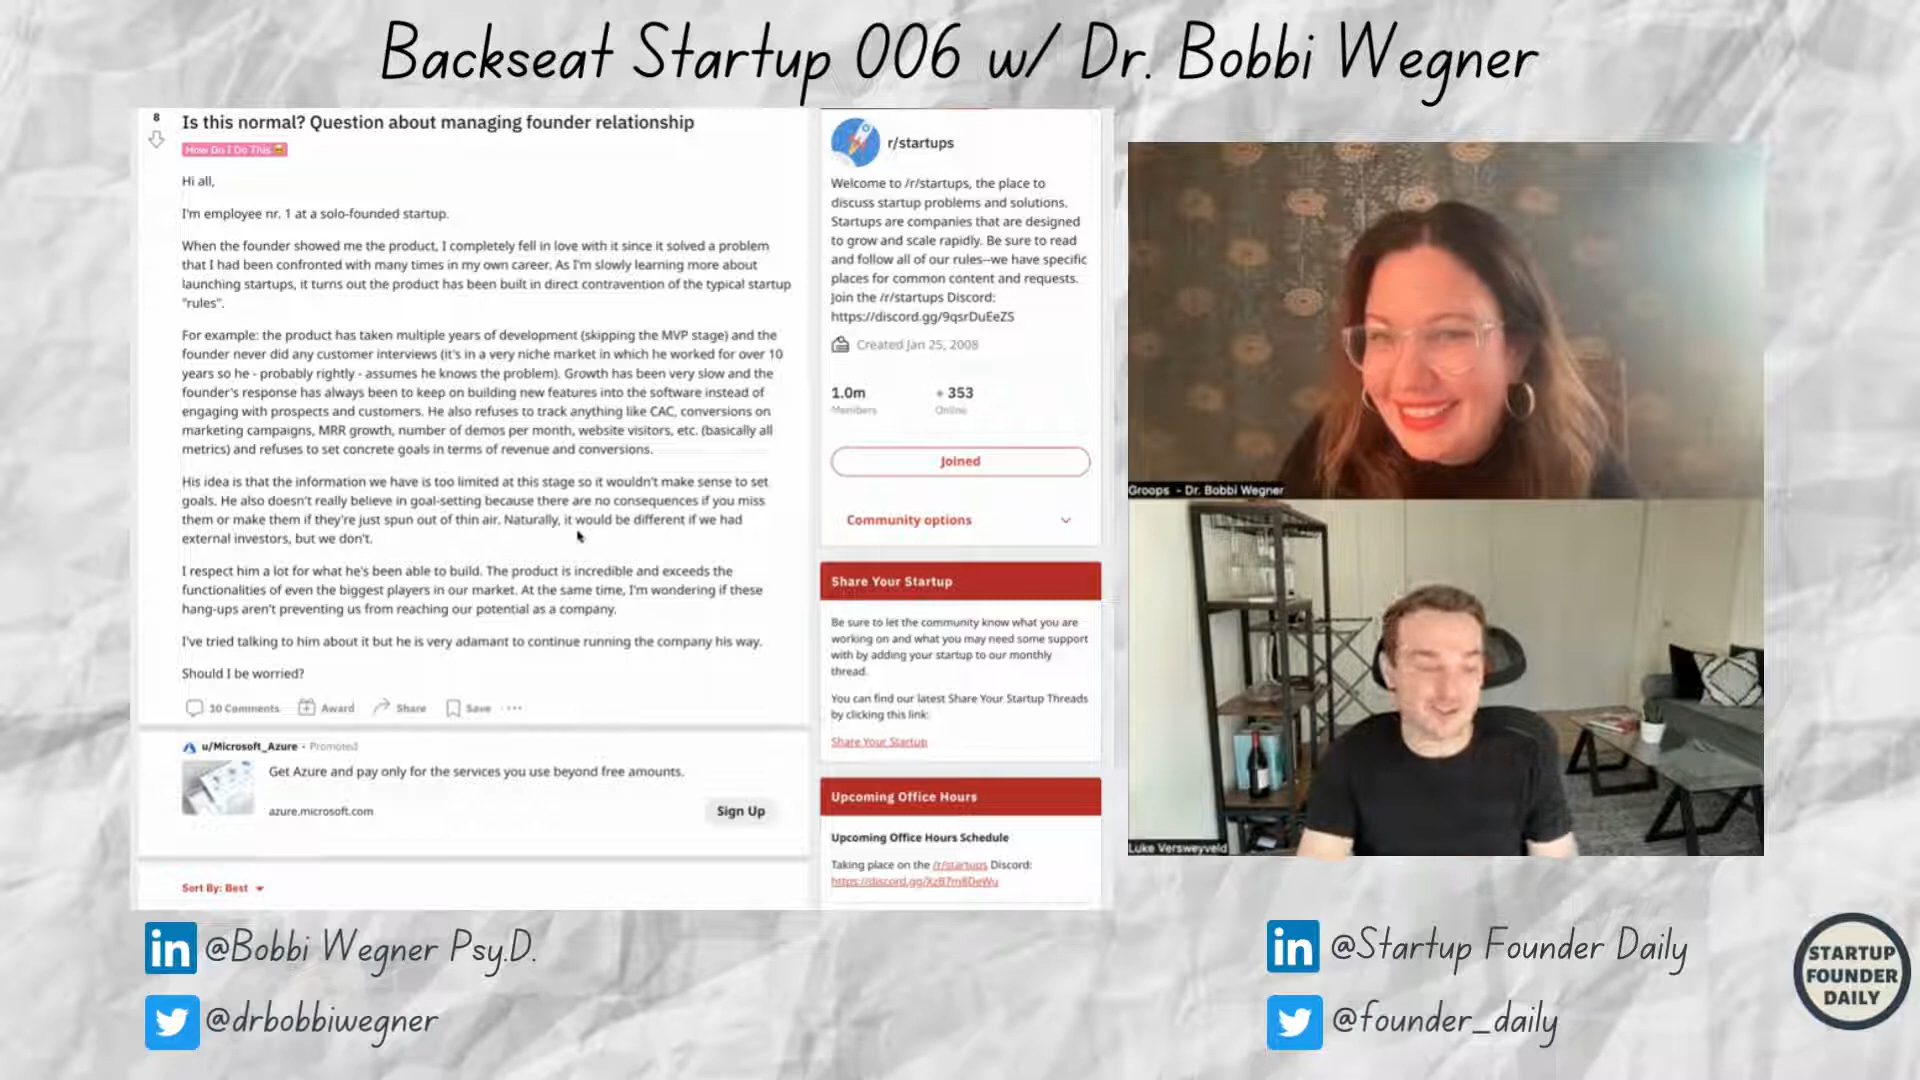 Backseat Startup 006 w/ Dr. Bobbi Wegner
8
Is this normal? Question about managing founder relationship
How Do I Do This
Hi all,
I'm employee nr. 1 at a solo-founded startup.
When the founder showed me the product, I completely fell in love with it since it solved a problem
that I had been confronted with many times in my own career. As I'm slowly learning more about
launching startups, it turns out the product has been built in direct contravention of the typical startup
"rules".
For example: the product has taken multiple years of development (skipping the MVP stage) and the
founder never did any customer interviews (it's in a very niche market in which he worked for over 10
years so he - probably rightly - assumes he knows the problem). Growth has been very slow and the
founder's response has always been to keep on building new features into the software instead of
engaging with prospects and customers. He also refuses to track anything like CAC, conversions on
marketing campaigns, MRR growth, number of demos per month, website visitors, etc. (basically all
metrics) and refuses to set concrete goals in terms of revenue and conversions.
His idea is that the information we have is too limited at this stage so it wouldn't make sense to set
goals. He also doesn't really believe in goal-setting because there are no consequences if you miss
them or make them if they're just spun out of thin air. Naturally, it would be different if we had
external investors, but we don't.
I respect him a lot for what he's been able to build. The product is incredible and exceeds the
functionalities of even the biggest players in our market. At the same time, I'm wondering if these
hang-ups aren't preventing us from reaching our potential as a company.
I've tried talking to him about it but he is very adamant to continue running the company his way.
Should I be worried?
10 Comments Award Share Save ...
u/Microsoft_Azure · Promoted
Get Azure and pay only for the services you use beyond free amounts.
azure.microsoft.com
Sign Up
Sort By: Best
r/startups
Welcome to /r/startups, the place to
discuss startup problems and solutions.
Startups are companies that are designed
to grow and scale rapidly. Be sure to read
and follow all of our rules--we have specific
places for common content and requests.
Join the /r/startups Discord:
https://discord.gg/9qsrDuEeZS
Created Jan 25, 2008
1.0m 353
Members Online
Joined
Community options
Share Your Startup
Be sure to let the community know what you are
working on and what you may need some support
with by adding your startup to our monthly
thread.
You can find our latest Share Your Startup Threads
by clicking this link:
Share Your Startup
Upcoming Office Hours
Upcoming Office Hours Schedule
Taking place on the /r/startups Discord:
Groops - Dr. Bobbi Wegner
Luke Versweyveld
in @Bobbi Wegner Psy.D.
@drbobbiwegner
in @Startup Founder Daily
@founder_daily
STARTUP
FOUNDER
DAILY